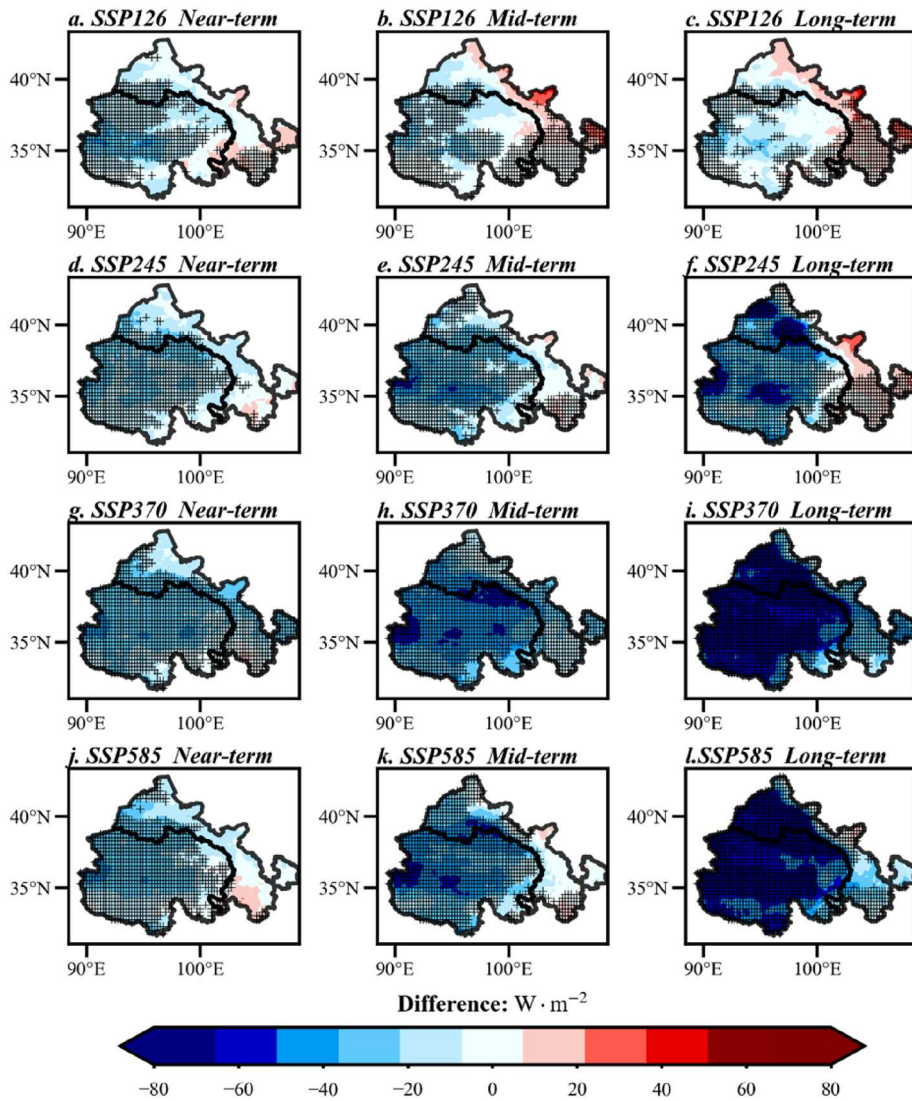 a. SSP126 Near-term
b. SSP126 Mid-term
c. SSP126 Long-term
40°N
40°N
40°N
35°N
35°N
35°N
90°E 100°E
90°E 100°E
90°E 100°E
d. SSP245 Near-term
e. SSP245 Mid-term
f. SSP245 Long-term
40°N
40°N
40°N
35°N
35°N
35°N
90°E 100°E
90°E 100°E
90°E 100°E
g. SSP370 Near-term
h. SSP370 Mid-term
i. SSP370 Long-term
40°N
40°N
40°N
35°N
35°N
35°N
90°E 100°E
90°E 100°E
90°E 100°E
j. SSP585 Near-term
k. SSP585 Mid-term
l.SSP585 Long-term
40°N
40°N
40°N
35°N
35°N
35°N
90°E 100°E
90°E 100°E
90°E 100°E
Difference: W · m⁻²
−80 −60 −40 −20 0 20 40 60 80